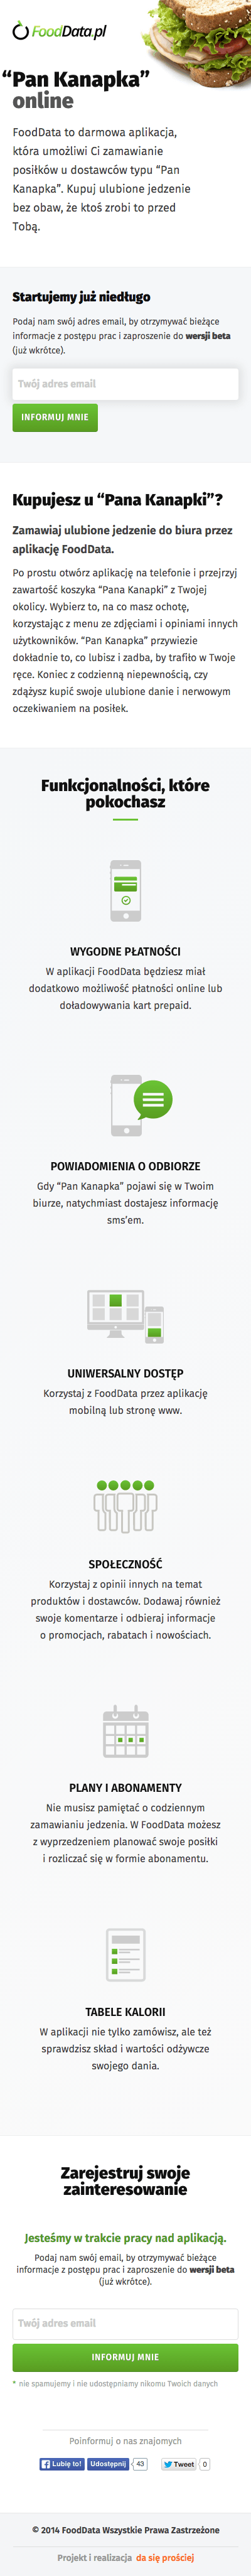 FoodData.pl
“Pan Kanapka”
online
FoodData to darmowa aplikacja,
która umożliwi Ci zamawianie
posiłków u dostawców typu “Pan
Kanapka”. Kupuj ulubione jedzenie
bez obaw, że ktoś zrobi to przed
Tobą.
Startujemy już niedługo
Podaj nam swój adres email, by otrzymywać bieżące
informacje z postępu prac i zaproszenie do wersji beta
(już wkrótce).
Twój adres email
INFORMUJ MNIE
Kupujesz u “Pana Kanapki”?
Zamawiaj ulubione jedzenie do biura przez
aplikację FoodData.
Po prostu otwórz aplikację na telefonie i przejrzyj
zawartość koszyka “Pana Kanapki” z Twojej
okolicy. Wybierz to, na co masz ochotę,
korzystając z menu ze zdjęciami i opiniami innych
użytkowników. “Pan Kanapka” przywiezie
dokładnie to, co lubisz i zadba, by trafiło w Twoje
ręce. Koniec z codzienną niepewnością, czy
zdążysz kupić swoje ulubione danie i nerwowym
oczekiwaniem na posiłek.
Funkcjonalności, które
pokochasz
WYGODNE PŁATNOŚCI
W aplikacji FoodData będziesz miał
dodatkowo możliwość płatności online lub
doładowywania kart prepaid.
POWIADOMIENIA O ODBIORZE
Gdy “Pan Kanapka” pojawi się w Twoim
biurze, natychmiast dostajesz informację
sms’em.
UNIWERSALNY DOSTĘP
Korzystaj z FoodData przez aplikację
mobilną lub stronę www.
SPOŁECZNOŚĆ
Korzystaj z opinii innych na temat
produktów i dostawców. Dodawaj również
swoje komentarze i odbieraj informacje
o promocjach, rabatach i nowościach.
PLANY I ABONAMENTY
Nie musisz pamiętać o codziennym
zamawianiu jedzenia. W FoodData możesz
z wyprzedzeniem planować swoje posiłki
i rozliczać się w formie abonamentu.
TABELE KALORII
W aplikacji nie tylko zamówisz, ale też
sprawdzisz skład i wartości odżywcze
swojego dania.
Zarejestruj swoje
zainteresowanie
Jesteśmy w trakcie pracy nad aplikacją.
Podaj nam swój email, by otrzymywać bieżące
informacje z postępu prac i zaproszenie do wersji beta
(już wkrótce).
Twój adres email
INFORMUJ MNIE
* nie spamujemy i nie udostępniamy nikomu Twoich danych
Poinformuj o nas znajomych
Lubię to! Udostępnij 43 Tweet 0
© 2014 FoodData Wszystkie Prawa Zastrzeżone
Projekt i realizacja da się prościej